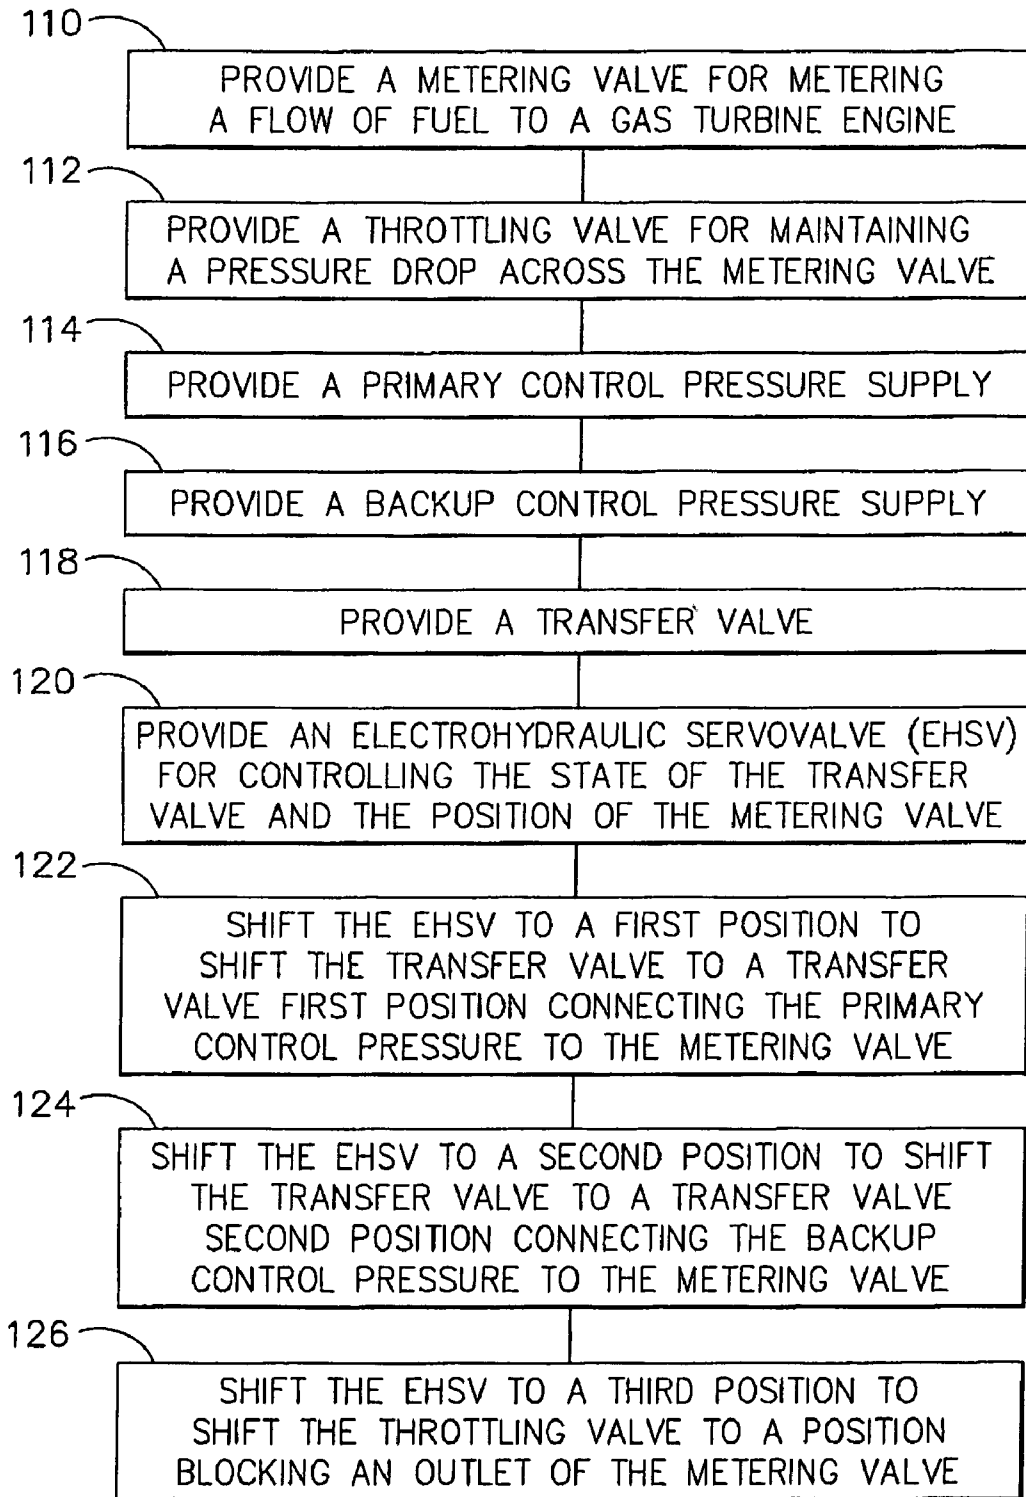 110
PROVIDE A METERING VALVE FOR METERING
A FLOW OF FUEL TO A GAS TURBINE ENGINE
112
PROVIDE A THROTTLING VALVE FOR MAINTAINING
A PRESSURE DROP ACROSS THE METERING VALVE
114
PROVIDE A PRIMARY CONTROL PRESSURE SUPPLY
116
PROVIDE A BACKUP CONTROL PRESSURE SUPPLY
118
PROVIDE A TRANSFER VALVE
120
PROVIDE AN ELECTROHYDRAULIC SERVOVALVE (EHSV)
FOR CONTROLLING THE STATE OF THE TRANSFER
VALVE AND THE POSITION OF THE METERING VALVE
122
SHIFT THE EHSV TO A FIRST POSITION TO
SHIFT THE TRANSFER VALVE TO A TRANSFER
VALVE FIRST POSITION CONNECTING THE PRIMARY
CONTROL PRESSURE TO THE METERING VALVE
124
SHIFT THE EHSV TO A SECOND POSITION TO SHIFT
THE TRANSFER VALVE TO A TRANSFER VALVE
SECOND POSITION CONNECTING THE BACKUP
CONTROL PRESSURE TO THE METERING VALVE
126
SHIFT THE EHSV TO A THIRD POSITION TO
SHIFT THE THROTTLING VALVE TO A POSITION
BLOCKING AN OUTLET OF THE METERING VALVE